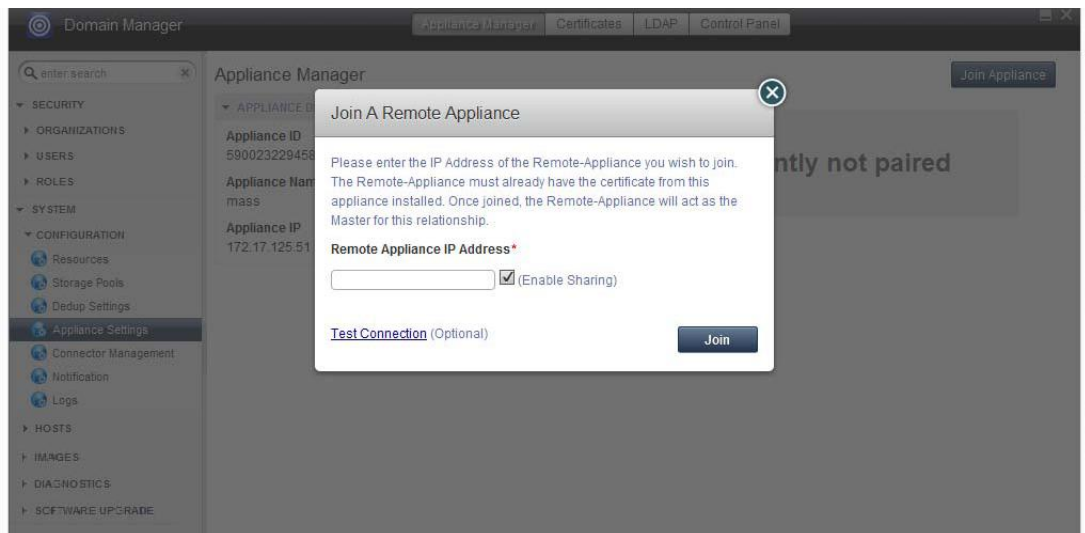 Domain Manager
Appliance Manager
Certificates
LDAP
Control Panel
enter search
SECURITY
ORGANIZATIONS
USERS
ROLES
SYSTEM
CONFIGURATION
Resources
Storage Pools
Dedup Settings
Appliance Settings
Connector Management
Notification
Logs
HOSTS
IMAGES
DIAGNOSTICS
SOFTWARE UPGRADE
Appliance Manager
Join Appliance
APPLIANCE D
Appliance ID
590023229458
Appliance Nam
mass
Appliance IP
172.17.125.51
ntly not paired
Join A Remote Appliance
Please enter the IP Address of the Remote-Appliance you wish to join.
The Remote-Appliance must already have the certificate from this
appliance installed. Once joined, the Remote-Appliance will act as the
Master for this relationship.
Remote Appliance IP Address*
(Enable Sharing)
Test Connection (Optional)
Join